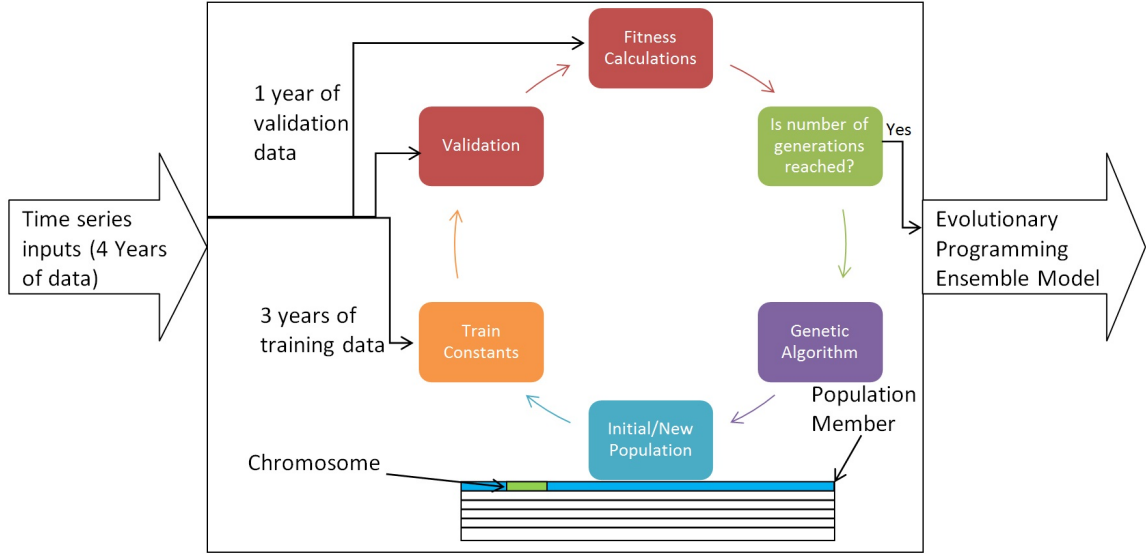 Fitness
Calculations
1 year of
validation
data
Validation
Is number of
generations
reached?
Yes
Time series
inputs (4 Years
of data)
Evolutionary
Programming
Ensemble Model
3 years of
training data
Train
Constants
Genetic
Algorithm
Population
Member
Initial/New
Population
Chromosome